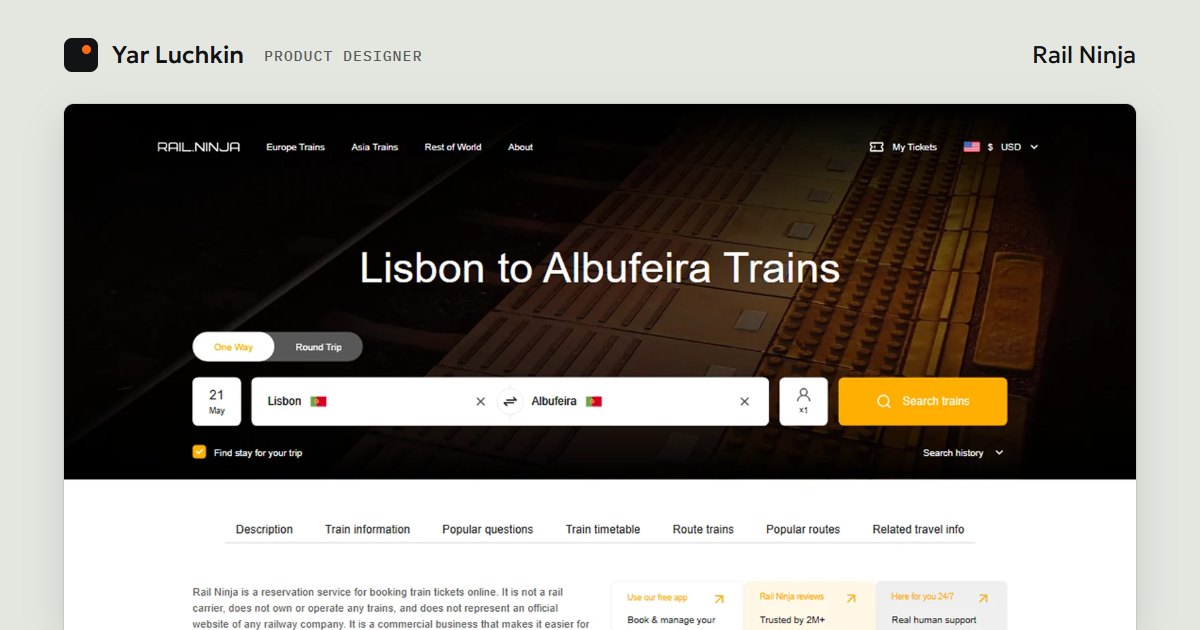 Yar Luchkin PRODUCT DESIGNER Rail Ninja
RAIL.NINJA Europe Trains Asia Trains Rest of World About My Tickets $ USD
Lisbon to Albufeira Trains
One Way Round Trip
21
May
Lisbon Albufeira
x1
Search trains
Find stay for your trip Search history
Description Train information Popular questions Train timetable Route trains Popular routes Related travel info
Rail Ninja is a reservation service for booking train tickets online. It is not a rail
carrier, does not own or operate any trains, and does not represent an official
website of any railway company. It is a commercial business that makes it easier for
Use our free app
Book & manage your
Rail Ninja reviews
Trusted by 2M+
Here for you 24/7
Real human support